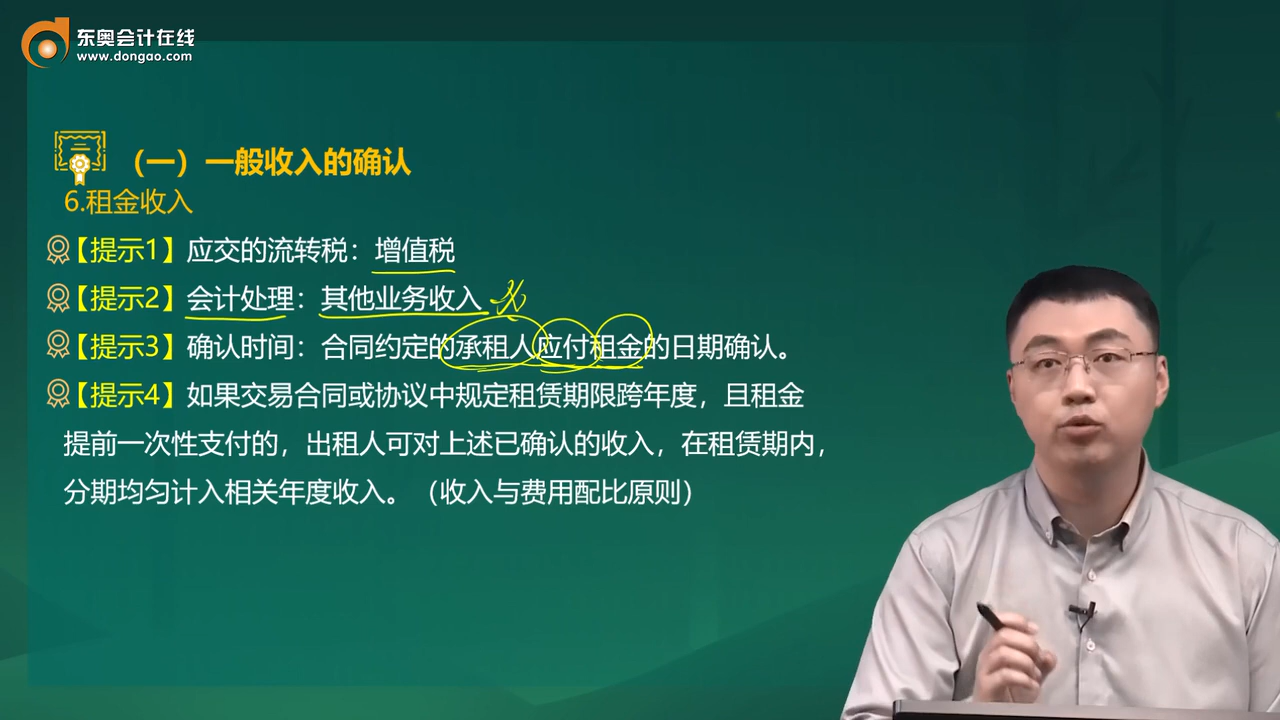 东奥会计在线
www.dongao.com
（一）一般收入的确认
6.租金收入
【提示1】应交的流转税：增值税
【提示2】会计处理：其他业务收入
【提示3】确认时间：合同约定的承租人应付租金的日期确认。
【提示4】如果交易合同或协议中规定租赁期限跨年度，且租金
提前一次性支付的，出租人可对上述已确认的收入，在租赁期内，
分期均匀计入相关年度收入。（收入与费用配比原则）